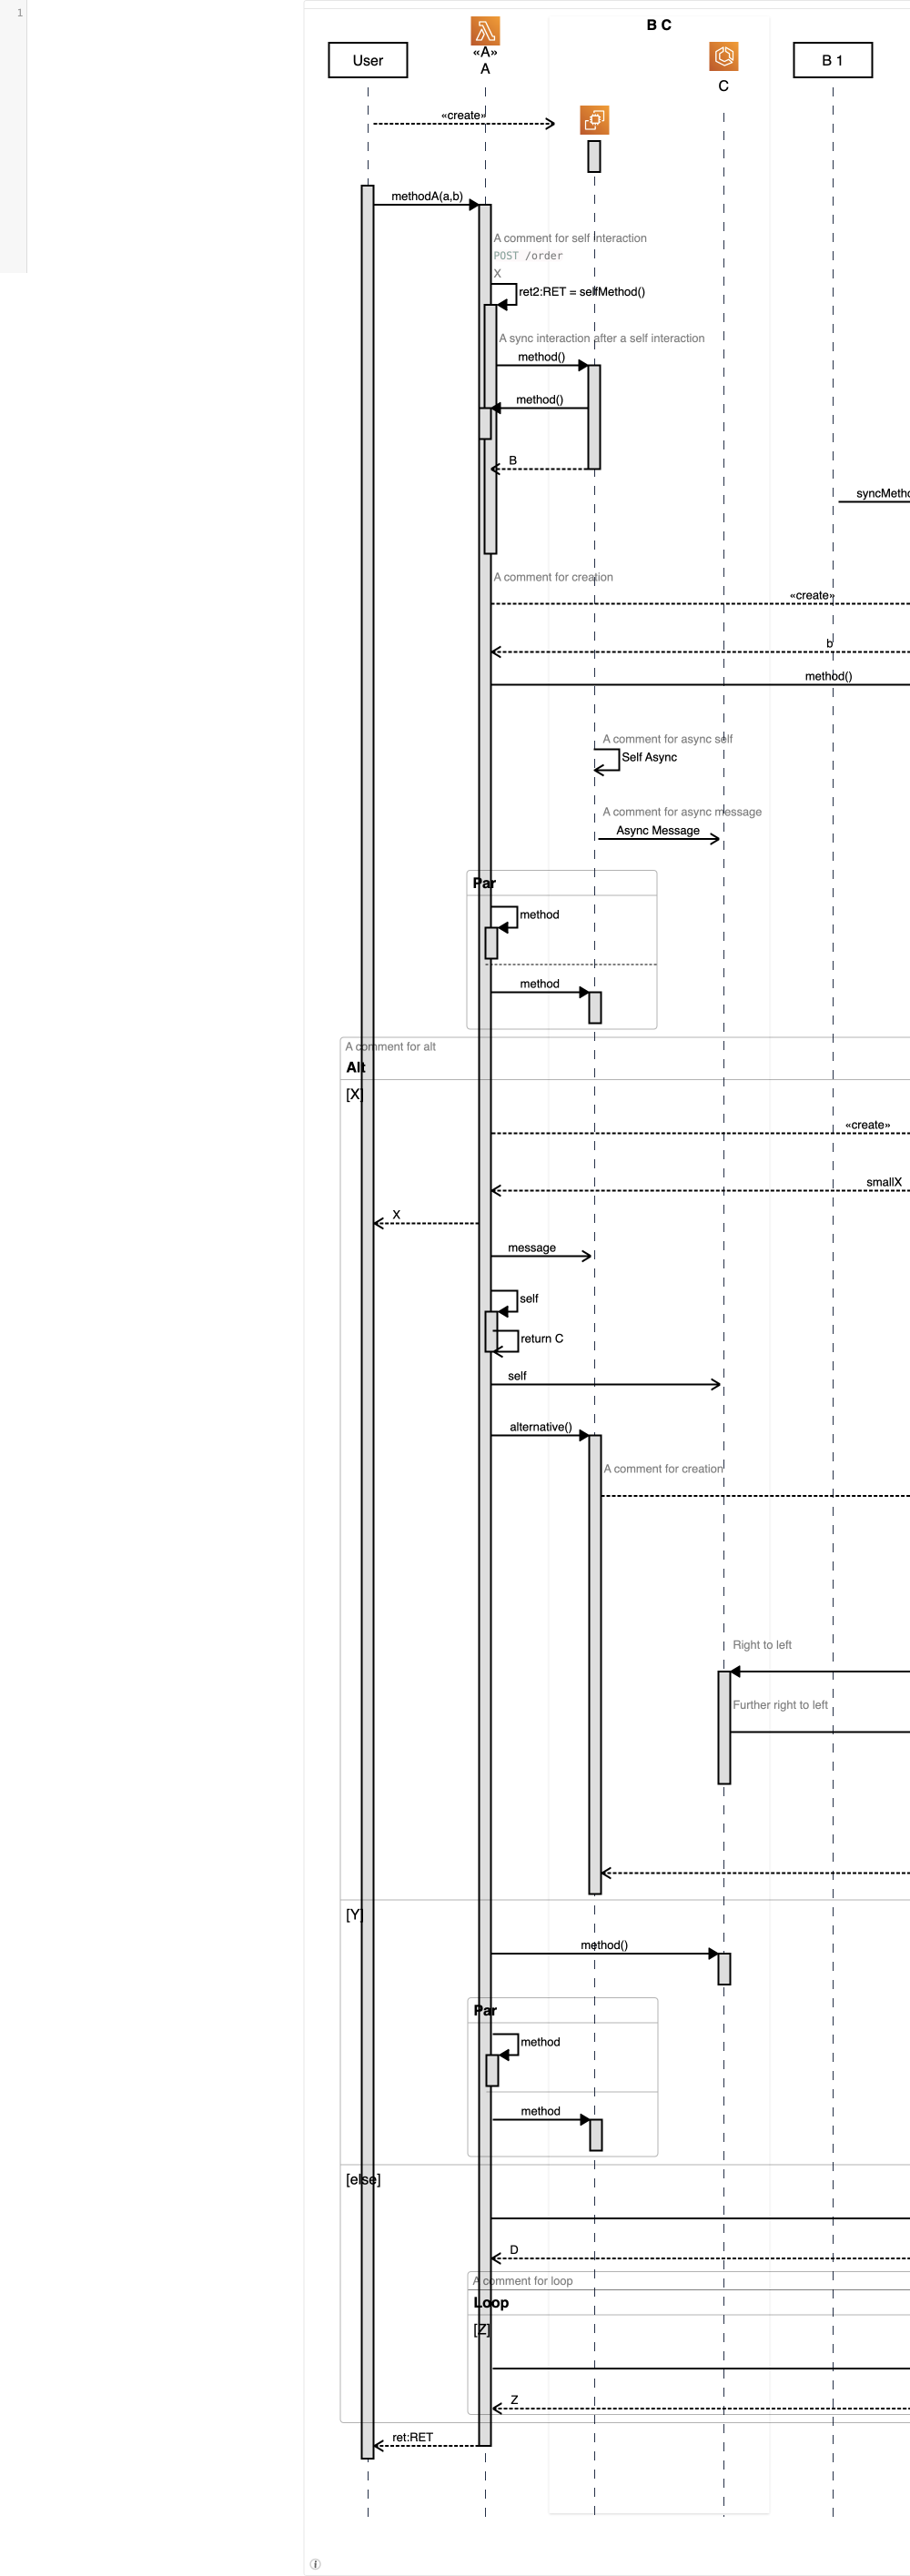 1
B C
User
«A»
A
C
B 1
«create»
methodA(a,b)
A comment for self interaction
POST /order
X
ret2:RET = selfMethod()
A sync interaction after a self interaction
method()
method()
B
syncMetho
A comment for creation
«create»
b
method()
A comment for async self
Self Async
A comment for async message
Async Message
Par
method
method
A comment for alt
Alt
[X]
«create»
smallX
X
message
self
return C
self
alternative()
A comment for creation
Right to left
Further right to left
[Y]
method()
Par
method
method
[else]
D
A comment for loop
Loop
[Z]
Z
ret:RET